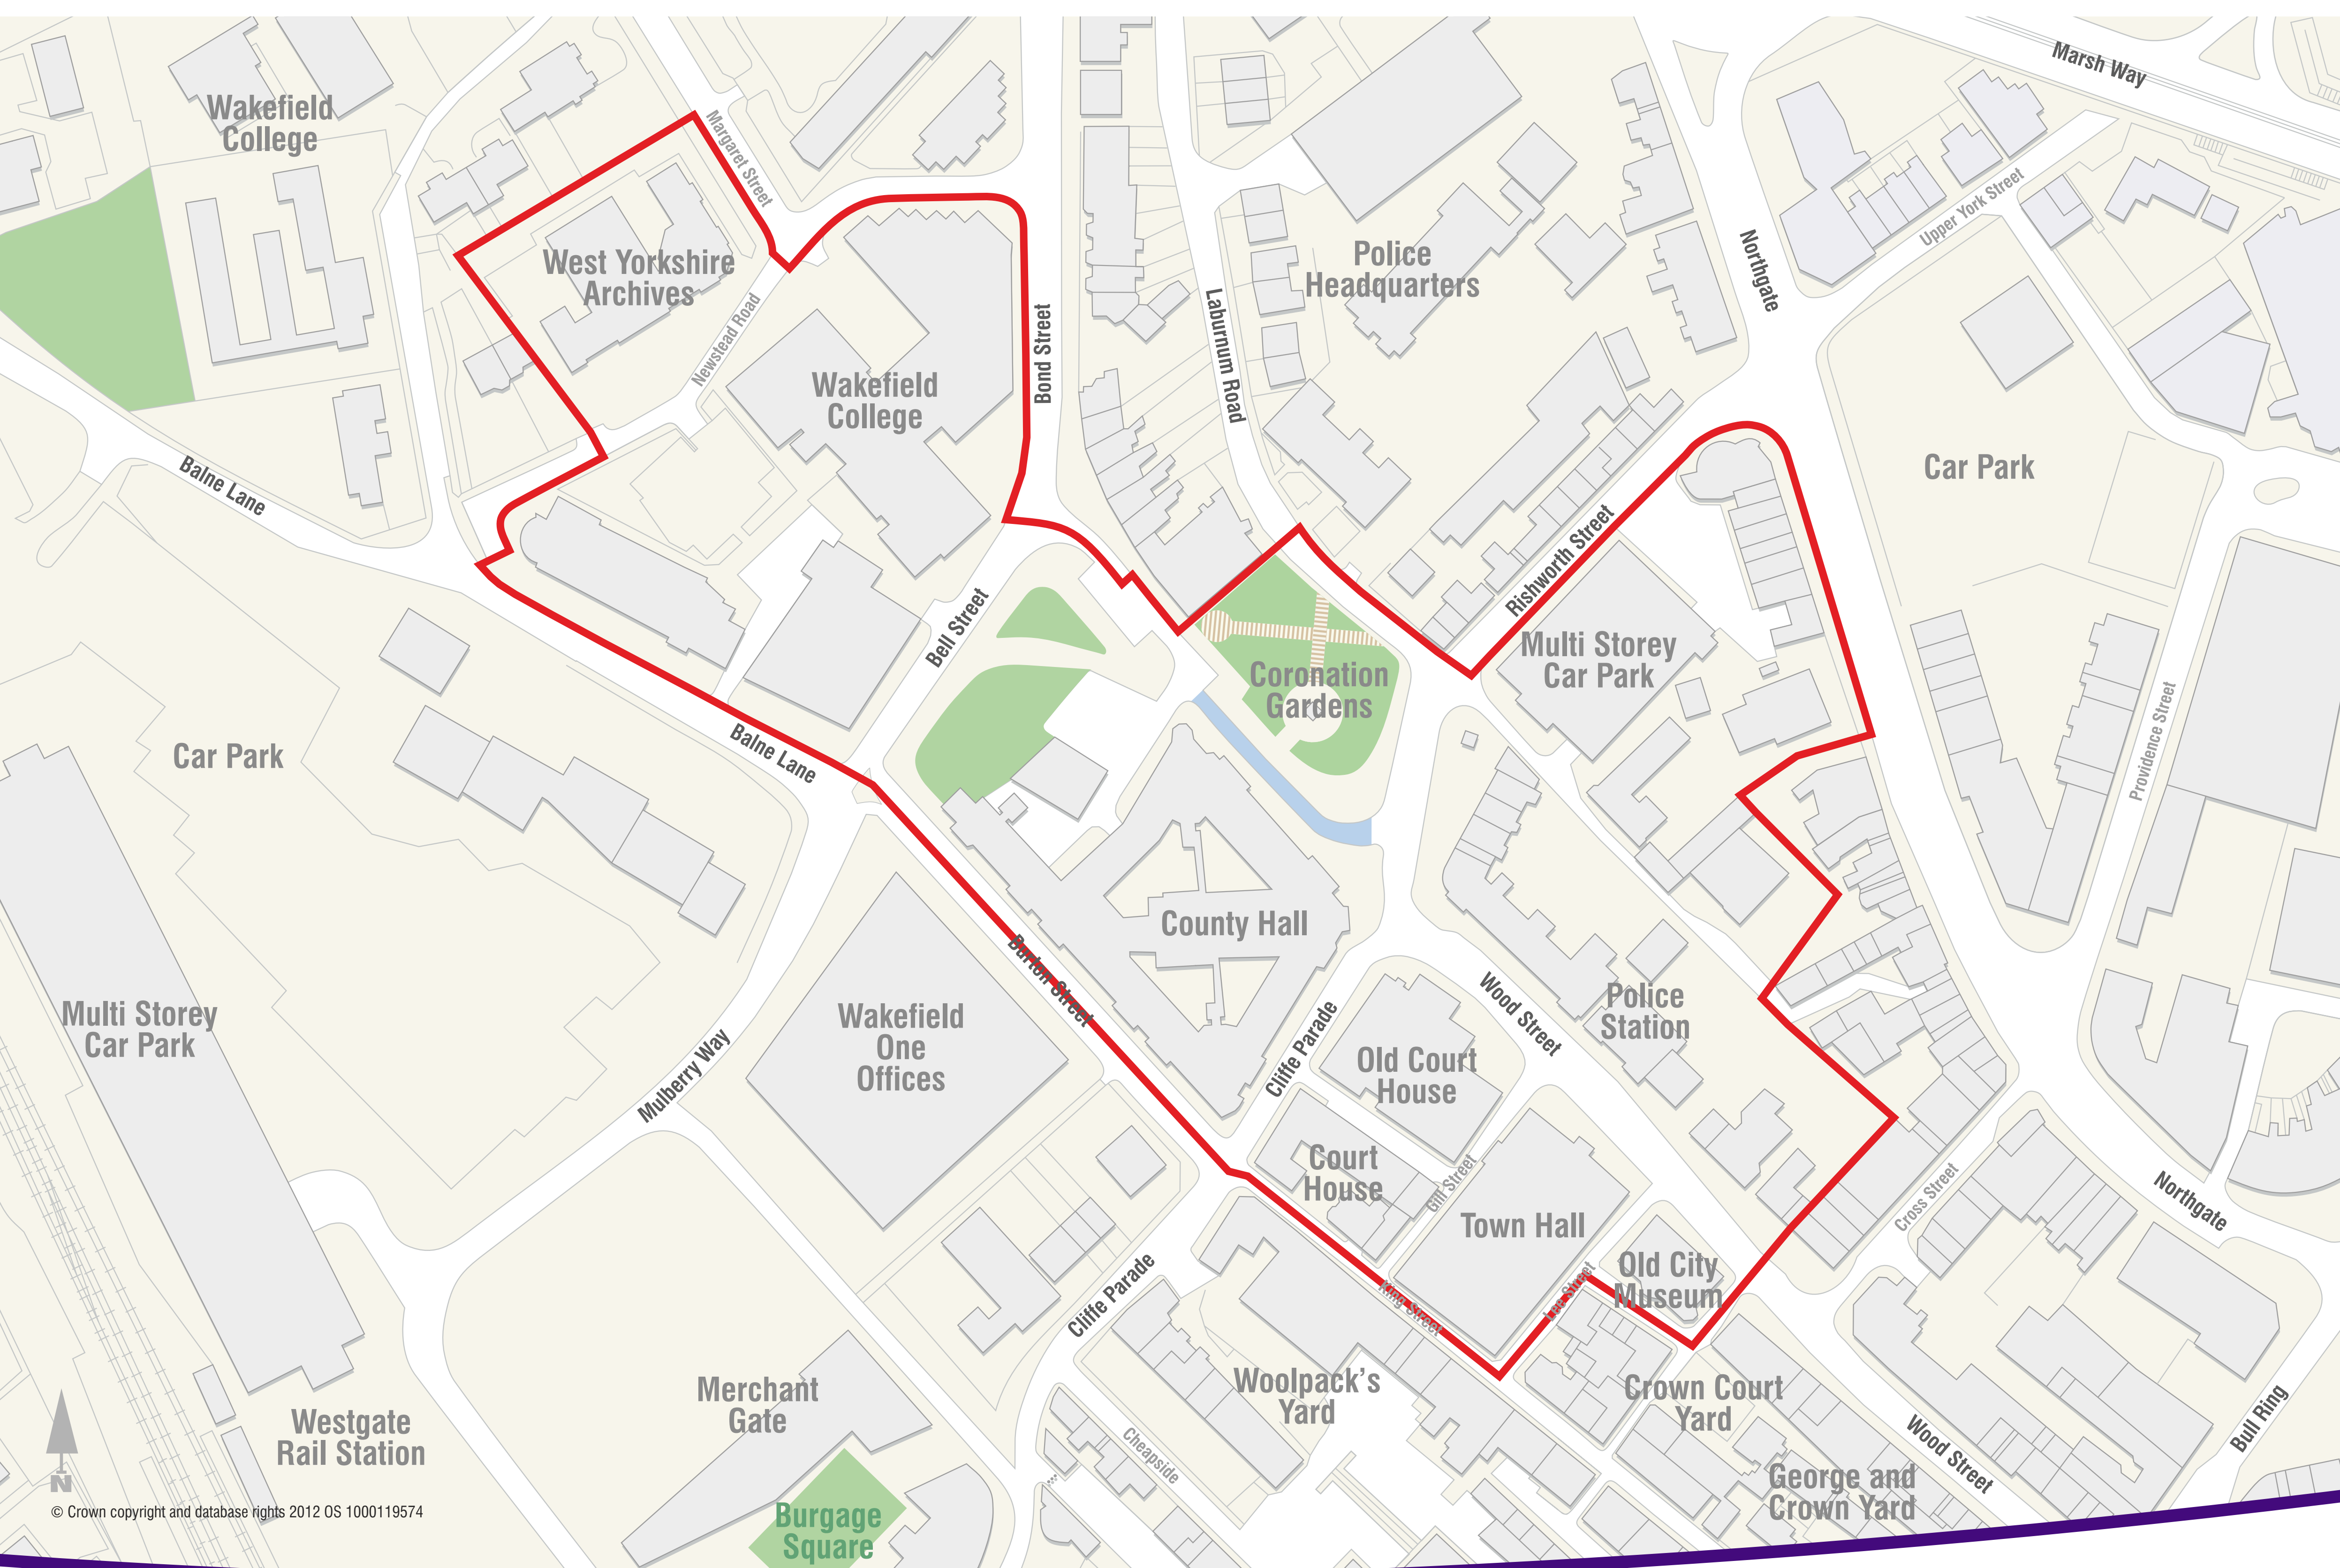 Marsh Way
Wakefield
College
Margaret Street
Upper York Street
Northgate
West Yorkshire
Archives
Police
Headquarters
Newstead Road
Bond Street
Laburnum Road
Wakefield
College
Balne Lane
Car Park
Rishworth Street
Bell Street
Multi Storey
Car Park
Coronation
Gardens
Car Park
Balne Lane
Providence Street
County Hall
Barton Street
Wood Street
Police
Station
Multi Storey
Car Park
Wakefield
One
Offices
Cliffe Parade
Old Court
House
Mulberry Way
Court
House
Gill Street
Town Hall
Cross Street
Northgate
Old City
Museum
Lee Street
King Street
Cliffe Parade
Merchant
Gate
Woolpack's
Yard
Crown Court
Yard
Westgate
Rail Station
Cheapside
Wood Street
Bull Ring
George and
Crown Yard
N
© Crown copyright and database rights 2012 OS 1000119574
Burgage
Square